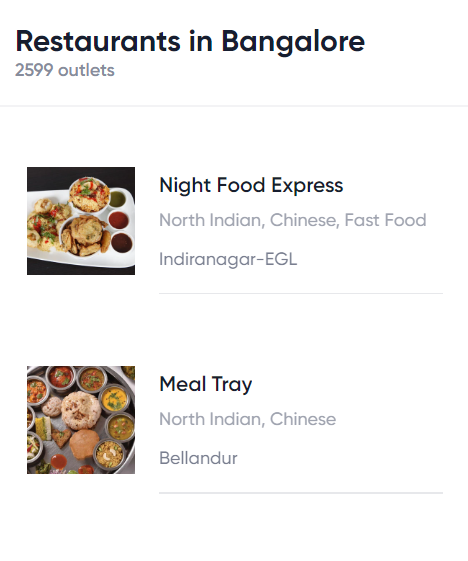 Restaurants in Bangalore
2599 outlets
Night Food Express
North Indian, Chinese, Fast Food
Indiranagar-EGL
Meal Tray
North Indian, Chinese
Bellandur